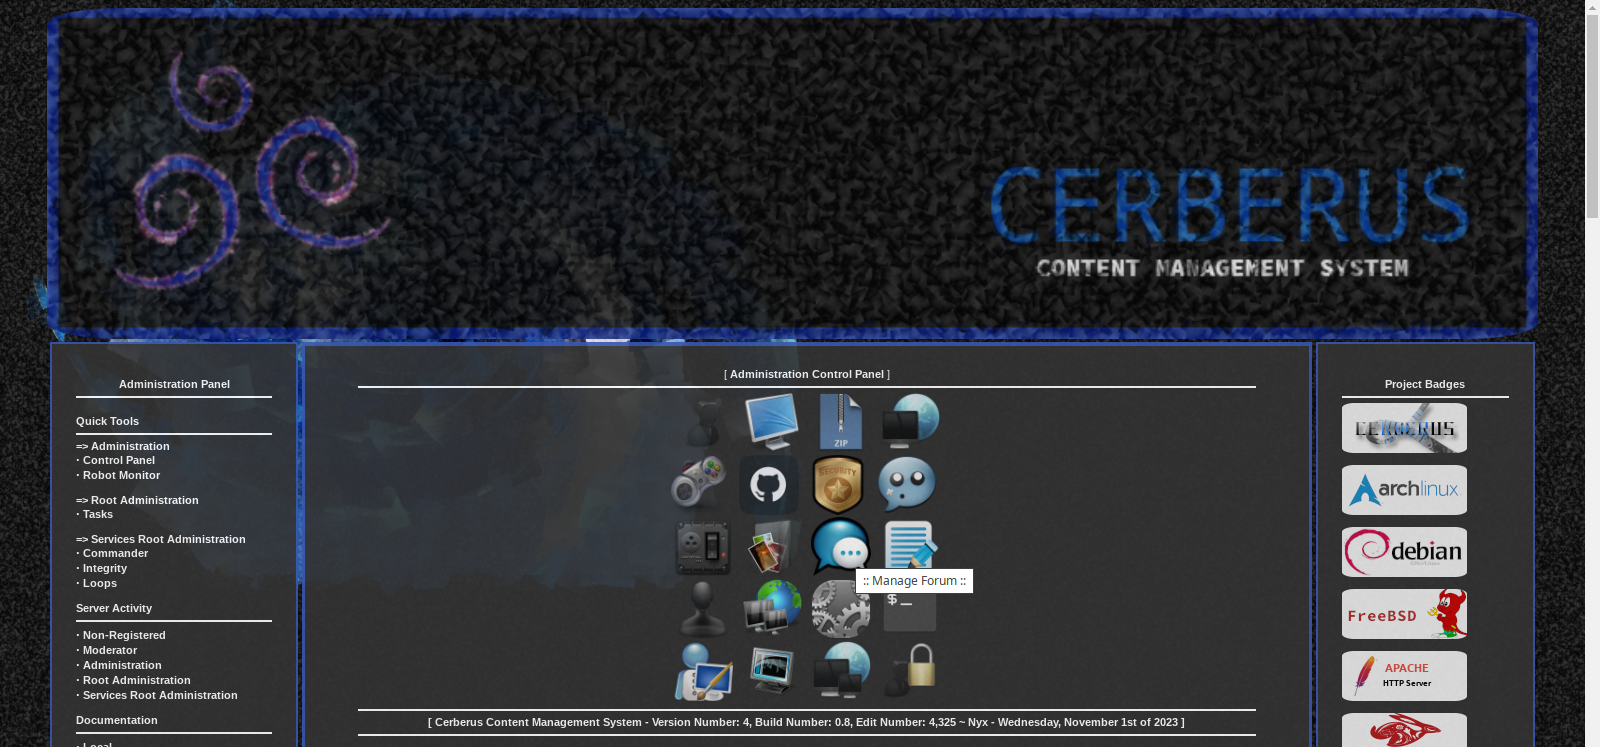 CERBERUS
CONTENT MANAGEMENT SYSTEM
Administration Panel
Quick Tools
=> Administration
· Control Panel
· Robot Monitor
=> Root Administration
· Tasks
=> Services Root Administration
· Commander
· Integrity
· Loops
Server Activity
· Non-Registered
· Moderator
· Administration
· Root Administration
· Services Root Administration
Documentation
· Local
[ Administration Control Panel ]
ZIP
SECURITY
:: Manage Forum ::
$_
[ Cerberus Content Management System - Version Number: 4, Build Number: 0.8, Edit Number: 4,325 ~ Nyx - Wednesday, November 1st of 2023 ]
Project Badges
CERBERUS
archlinux
debian
FreeBSD
APACHE
HTTP Server